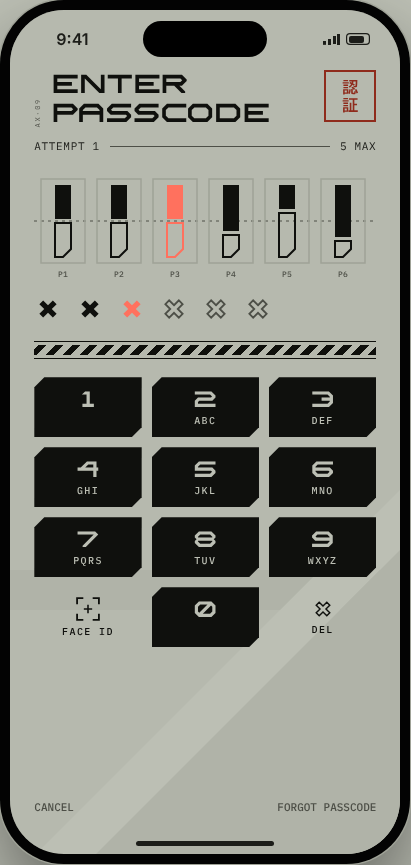 9:41
AX-09
ENTER
PASSCODE
認
証
ATTEMPT 1
5 MAX
P1 P2 P3 P4 P5 P6
1
2
ABC
3
DEF
4
GHI
5
JKL
6
MNO
7
PQRS
8
TUV
9
WXYZ
FACE ID
0
DEL
CANCEL
FORGOT PASSCODE